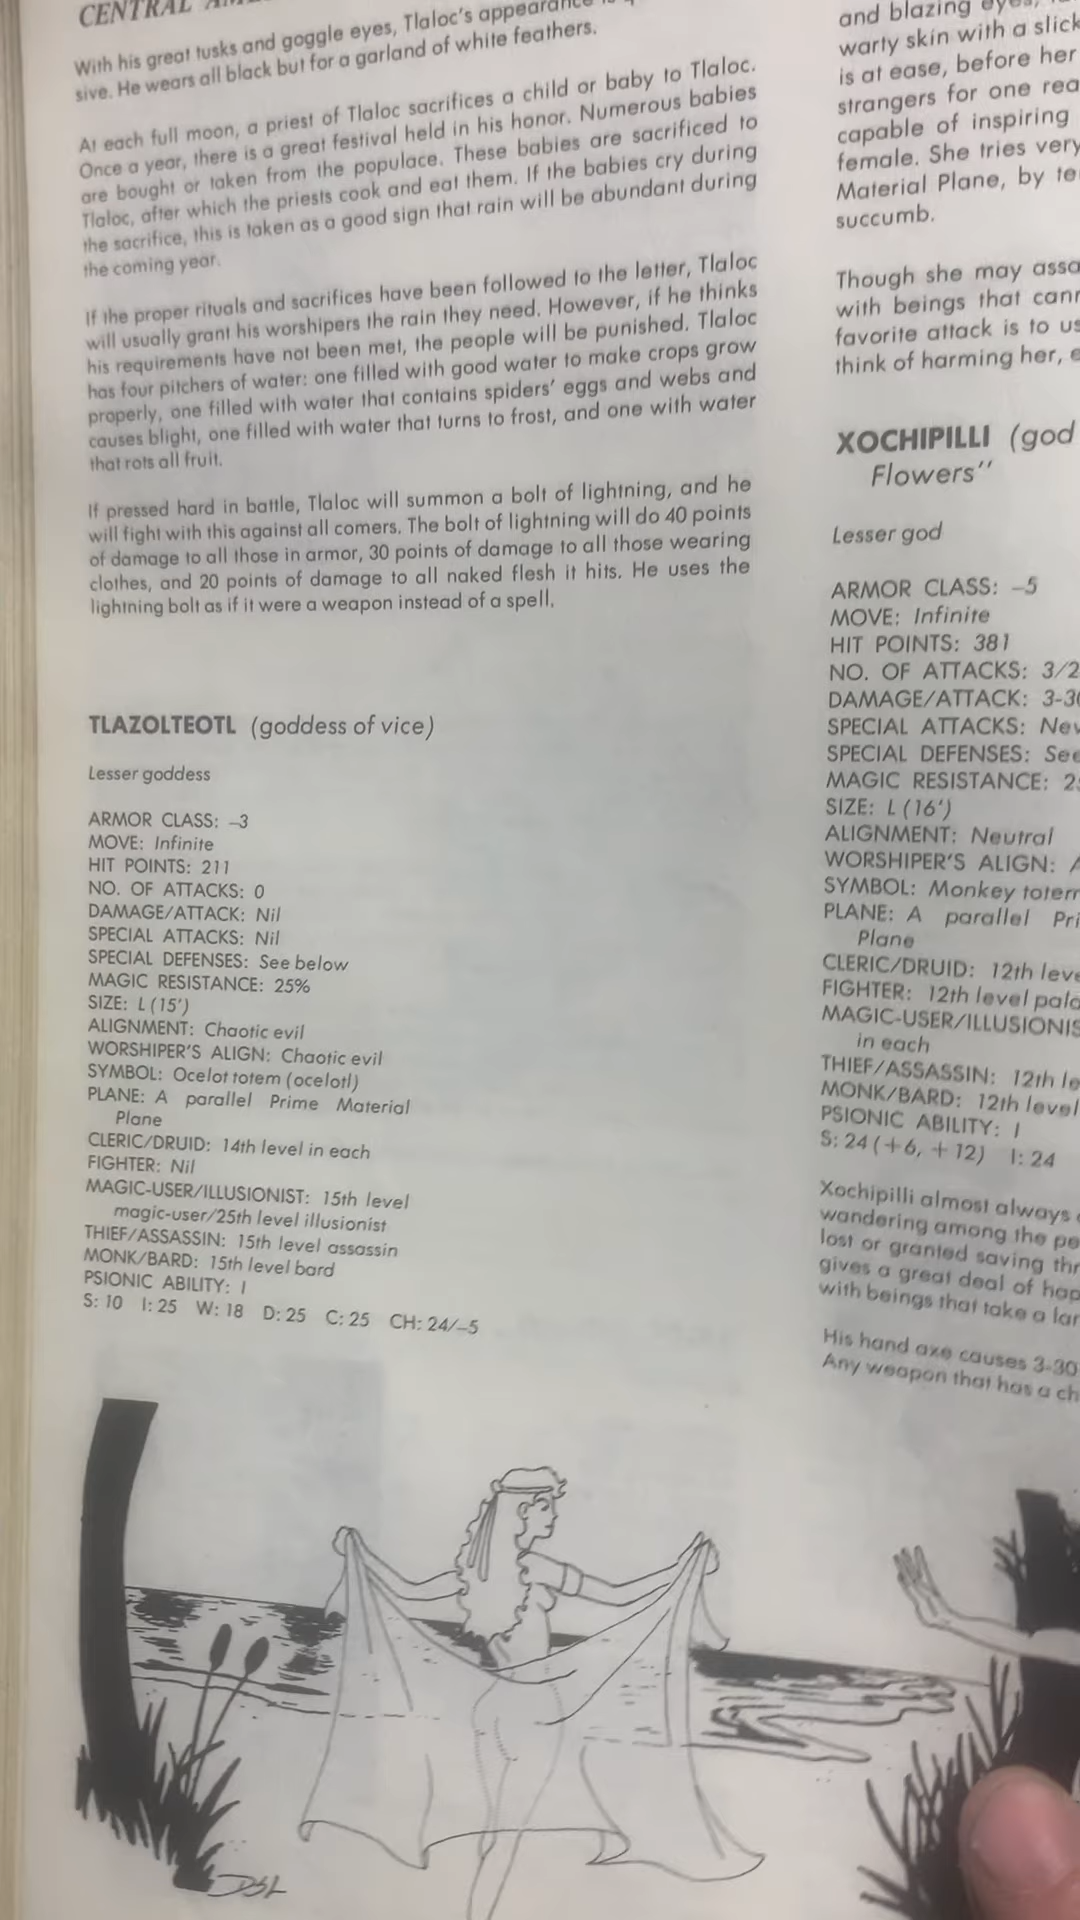 CENTRAL
With his great tusks and goggle eyes, Tlaloc's appearance is
sive. He wears all black but for a garland of white feathers.
At each full moon, a priest of Tlaloc sacrifices a child or baby to Tlaloc.
Once a year, there is a great festival held in his honor. Numerous babies
are bought or taken from the populace. These babies are sacrificed to
Tlaloc, after which the priests cook and eat them. If the babies cry during
the sacrifice, this is taken as a good sign that rain will be abundant during
the coming year.
If the proper rituals and sacrifices have been followed to the letter, Tlaloc
will usually grant his worshipers the rain they need. However, if he thinks
his requirements have not been met, the people will be punished. Tlaloc
has four pitchers of water: one filled with good water to make crops grow
properly, one filled with water that contains spiders' eggs and webs and
causes blight, one filled with water that turns to frost, and one with water
that rots all fruit.
If pressed hard in battle, Tlaloc will summon a bolt of lightning, and he
will fight with this against all comers. The bolt of lightning will do 40 points
of damage to all those in armor, 30 points of damage to all those wearing
clothes, and 20 points of damage to all naked flesh it hits. He uses the
lightning bolt as if it were a weapon instead of a spell.
TLAZOLTEOTL (goddess of vice)
Lesser goddess
ARMOR CLASS: –3
MOVE: Infinite
HIT POINTS: 211
NO. OF ATTACKS: 0
DAMAGE/ATTACK: Nil
SPECIAL ATTACKS: Nil
SPECIAL DEFENSES: See below
MAGIC RESISTANCE: 25%
SIZE: L (15')
ALIGNMENT: Chaotic evil
WORSHIPER'S ALIGN: Chaotic evil
SYMBOL: Ocelot totem (ocelotl)
PLANE: A parallel Prime Material
Plane
CLERIC/DRUID: 14th level in each
FIGHTER: Nil
MAGIC-USER/ILLUSIONIST: 15th level
magic-user/25th level illusionist
THIEF/ASSASSIN: 15th level assassin
MONK/BARD: 15th level bard
PSIONIC ABILITY: I
S: 10 I: 25 W: 18 D: 25 C: 25 CH: 24/–5
DSL
and blazing eyes,
warty skin with a slick
is at ease, before her
strangers for one rea
capable of inspiring
female. She tries very
Material Plane, by te
succumb.
Though she may assa
with beings that cann
favorite attack is to us
think of harming her, e
XOCHIPILLI (god
Flowers"
Lesser god
ARMOR CLASS: –5
MOVE: Infinite
HIT POINTS: 381
NO. OF ATTACKS: 3/2
DAMAGE/ATTACK: 3-30
SPECIAL ATTACKS: Nev
SPECIAL DEFENSES: See
MAGIC RESISTANCE: 25
SIZE: L (16')
ALIGNMENT: Neutral
WORSHIPER'S ALIGN: A
SYMBOL: Monkey totem
PLANE: A parallel Pri
Plane
CLERIC/DRUID: 12th leve
FIGHTER: 12th level pala
MAGIC-USER/ILLUSIONIS
in each
THIEF/ASSASSIN: 12th le
MONK/BARD: 12th level
PSIONIC ABILITY: I
S: 24 (+6, +12) I: 24
Xochipilli almost always
wandering among the pe
lost or granted saving thr
gives a great deal of hap
with beings that take a lar
His hand axe causes 3-30
Any weapon that has a ch